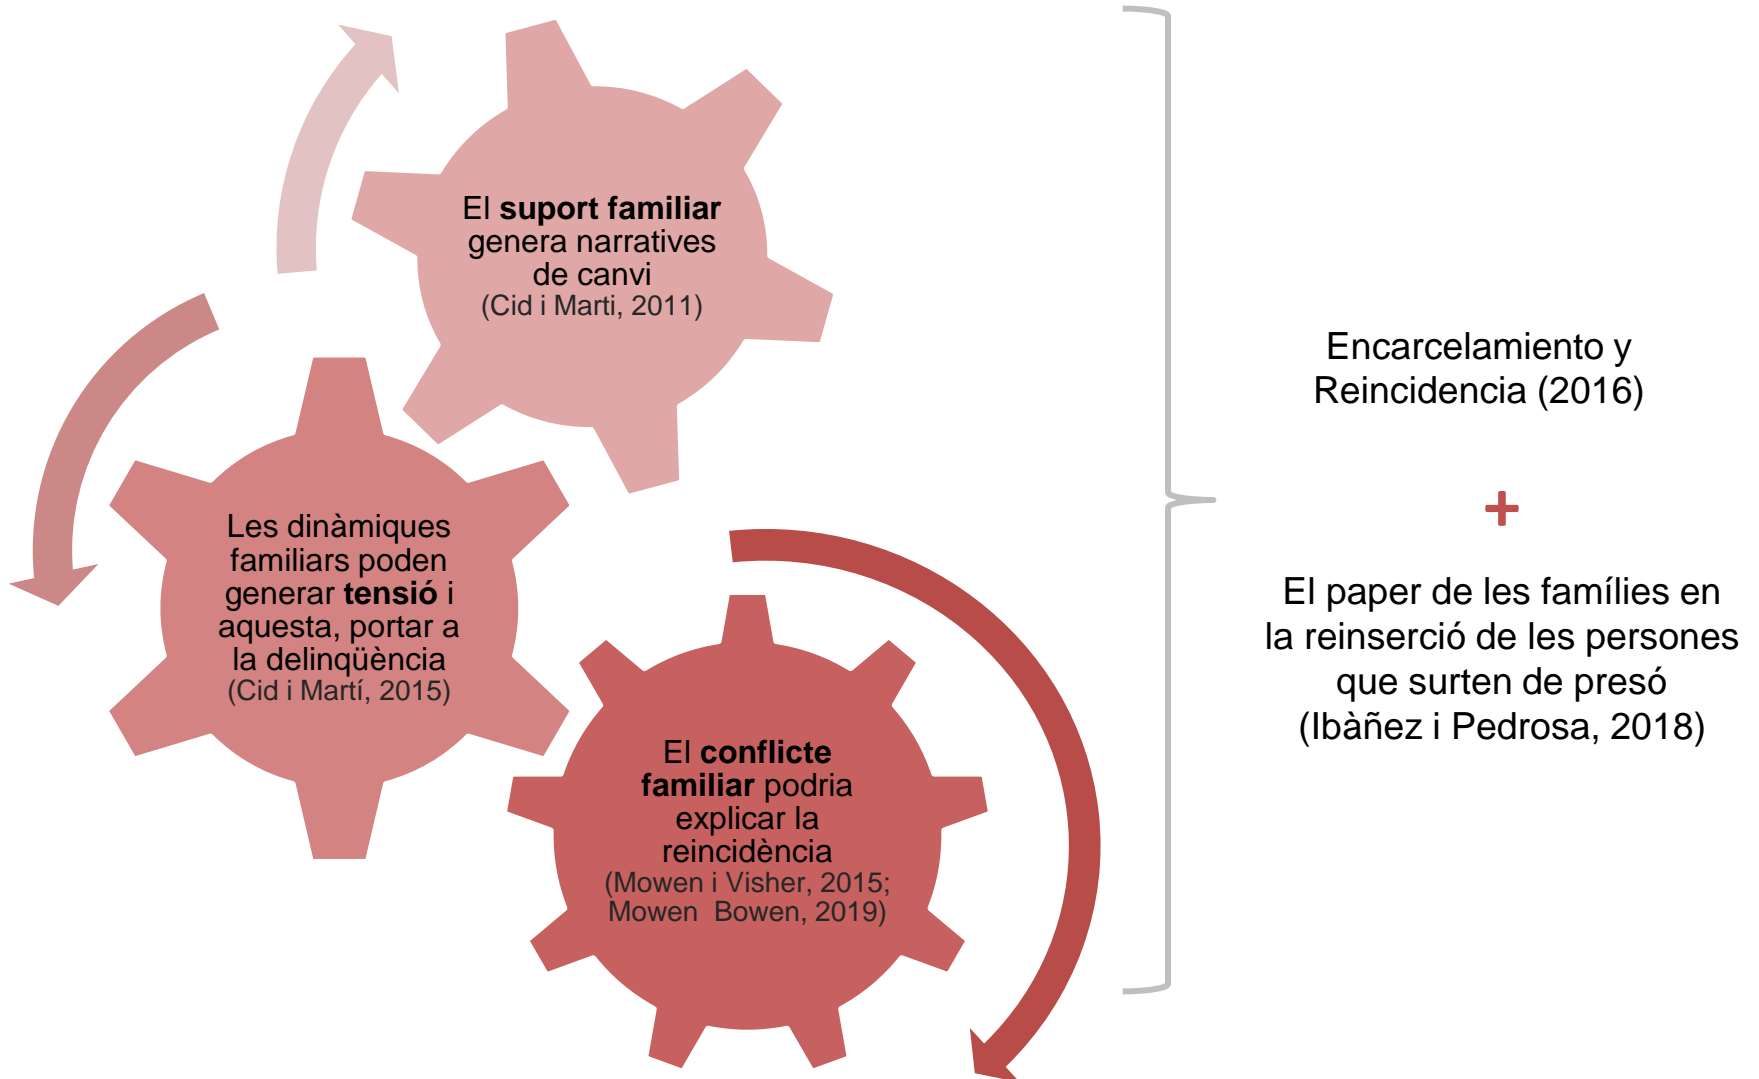 El suport familiar
genera narratives
de canvi
(Cid i Marti, 2011)
Les dinàmiques
familiars poden
generar tensió i
aquesta, portar a
la delinqüència
(Cid i Martí, 2015)
El conflicte
familiar podria
explicar la
reincidència
(Mowen i Visher, 2015;
Mowen  Bowen, 2019)
Encarcelamiento y
Reincidencia (2016)
+
El paper de les famílies en
la reinserció de les persones
que surten de presó
(Ibàñez i Pedrosa, 2018)